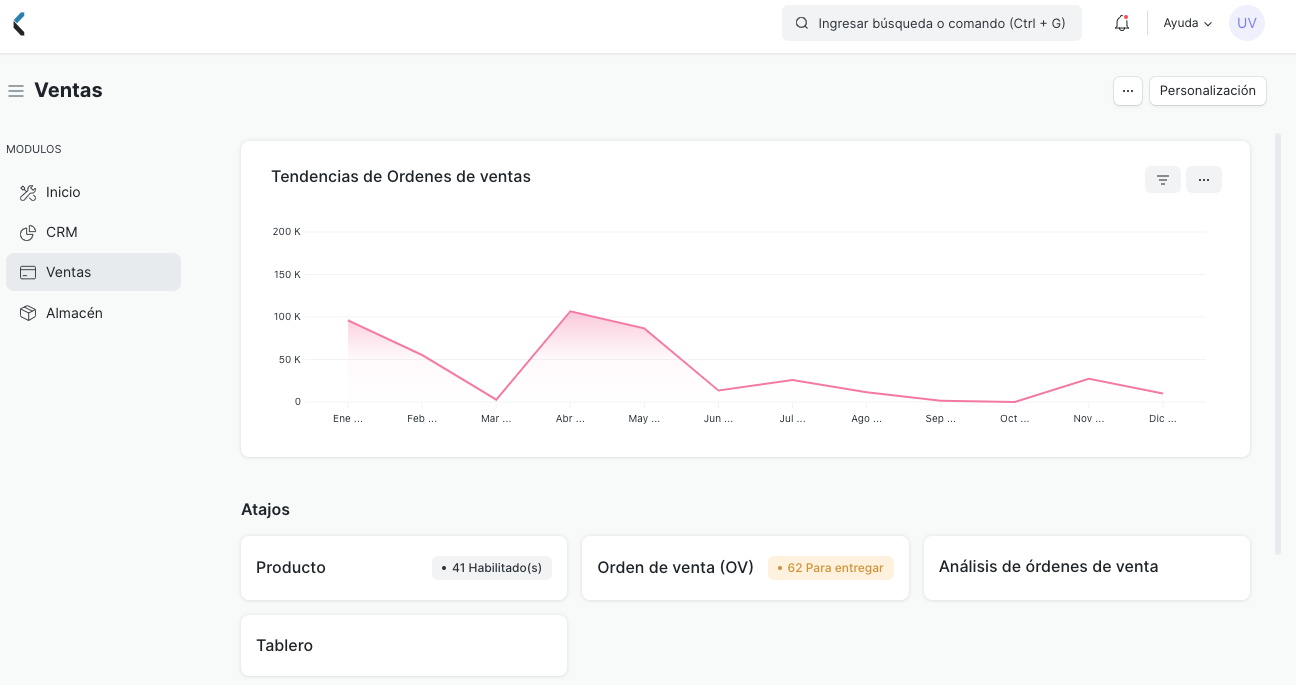 Ingresar búsqueda o comando (Ctrl + G)
Ayuda
UV
Ventas
...
Personalización
MODULOS
Inicio
CRM
Ventas
Almacén
Tendencias de Ordenes de ventas
...
200 K
150 K
100 K
50 K
0
Ene ... Feb ... Mar ... Abr ... May ... Jun ... Jul ... Ago ... Sep ... Oct ... Nov ... Dic ...
Atajos
Producto
• 41 Habilitado(s)
Orden de venta (OV)
• 62 Para entregar
Análisis de órdenes de venta
Tablero